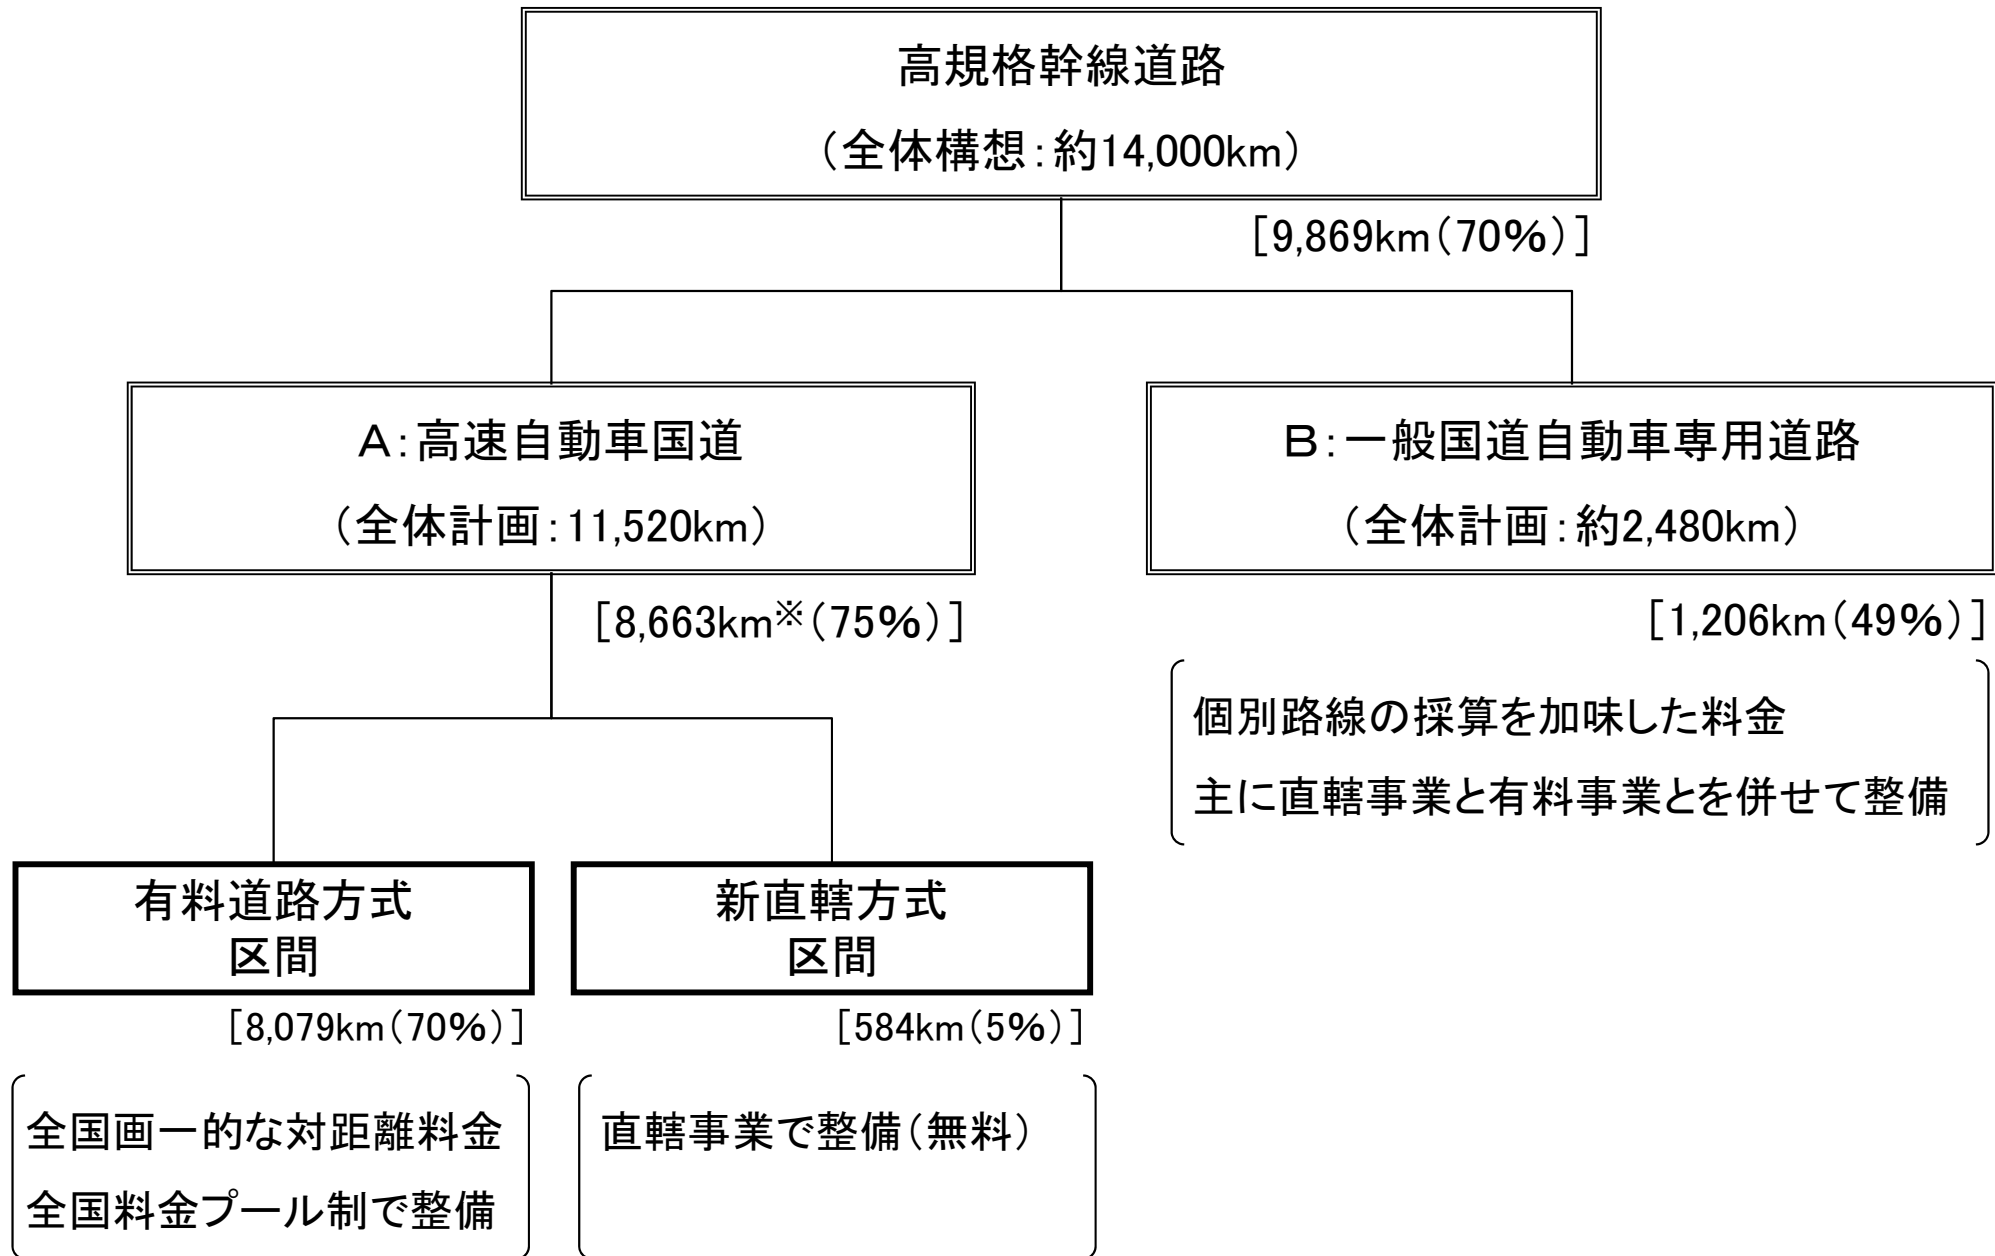 高規格幹線道路
（全体構想：約14,000km）
［9,869km（70％）］
A：高速自動車国道
（全体計画：11,520km）
［8,663km※（75％）］
B：一般国道自動車専用道路
（全体計画：約2,480km）
［1,206km（49％）］
個別路線の採算を加味した料金
主に直轄事業と有料事業とを併せて整備
有料道路方式
区間
［8,079km（70％）］
全国画一的な対距離料金
全国料金プール制で整備
新直轄方式
区間
［584km（5％）］
直轄事業で整備（無料）